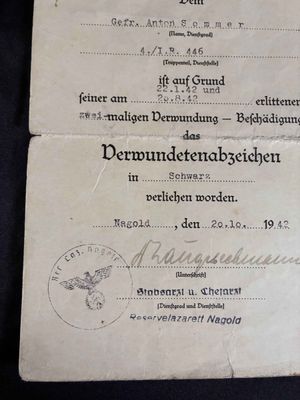 Dem
Gefr. Anton Sommer
(Name, Dienstgrad)
4./I.R. 446
(Truppenteil, Dienststelle)
ist auf Grund
22.1.42 und
seiner am 20.8.42 erlittenen
zwei-maligen Verwundung – Beschädigung
das
Verwundetenabzeichen
in Schwarz
verliehen worden.
Nagold, den 20.10. 1942
(Unterschrift)
Stabsarzt u. Chefarzt
(Dienstgrad und Dienststelle)
Reservelazarett Nagold